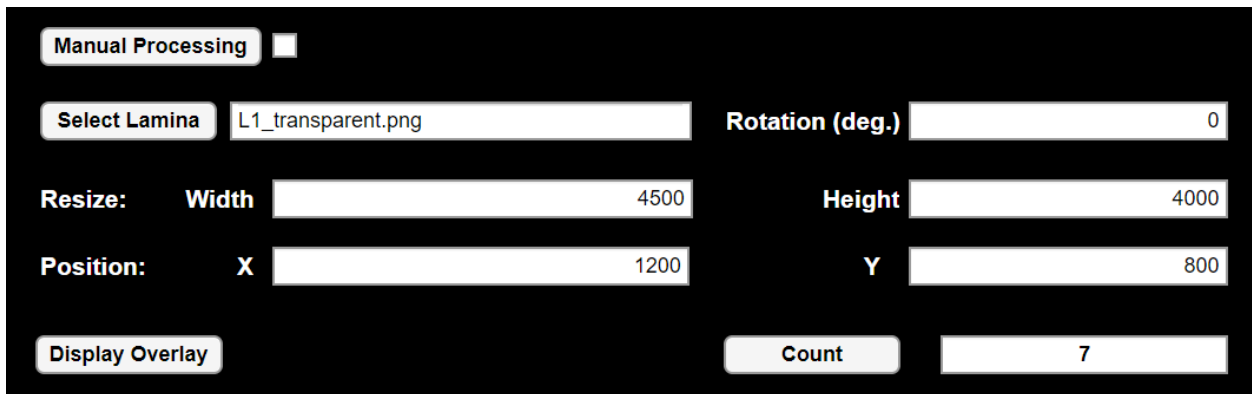 Manual Processing
Select Lamina L1_transparent.png Rotation (deg.) 0
Resize: Width 4500 Height 4000
Position: X 1200 Y 800
Display Overlay Count 7